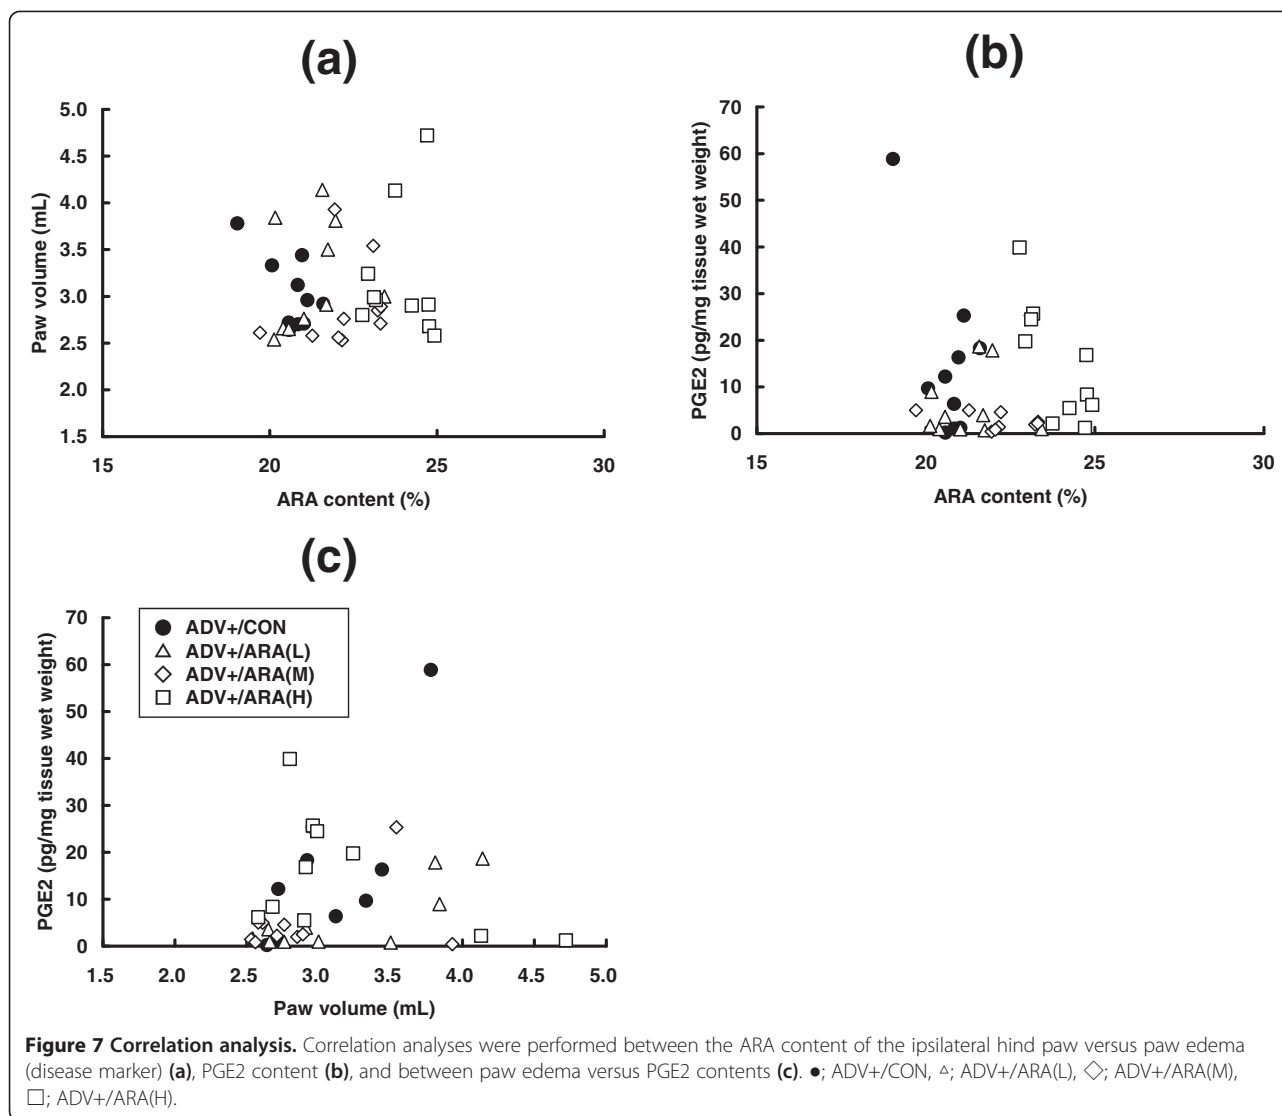 (a)
5.0
4.5
4.0
3.5
3.0
2.5
2.0
1.5
Paw volume (mL)
15 20 25 30
ARA content (%)
(b)
70
60
50
40
30
20
10
0
PGE2 (pg/mg tissue wet weight)
15 20 25 30
ARA content (%)
(c)
70
60
50
40
30
20
10
0
PGE2 (pg/mg tissue wet weight)
ADV+/CON
ADV+/ARA(L)
ADV+/ARA(M)
ADV+/ARA(H)
1.5 2.0 2.5 3.0 3.5 4.0 4.5 5.0
Paw volume (mL)
Figure 7 Correlation analysis. Correlation analyses were performed between the ARA content of the ipsilateral hind paw versus paw edema
(disease marker) (a), PGE2 content (b), and between paw edema versus PGE2 contents (c). ●; ADV+/CON, △; ADV+/ARA(L), ◇; ADV+/ARA(M),
□; ADV+/ARA(H).